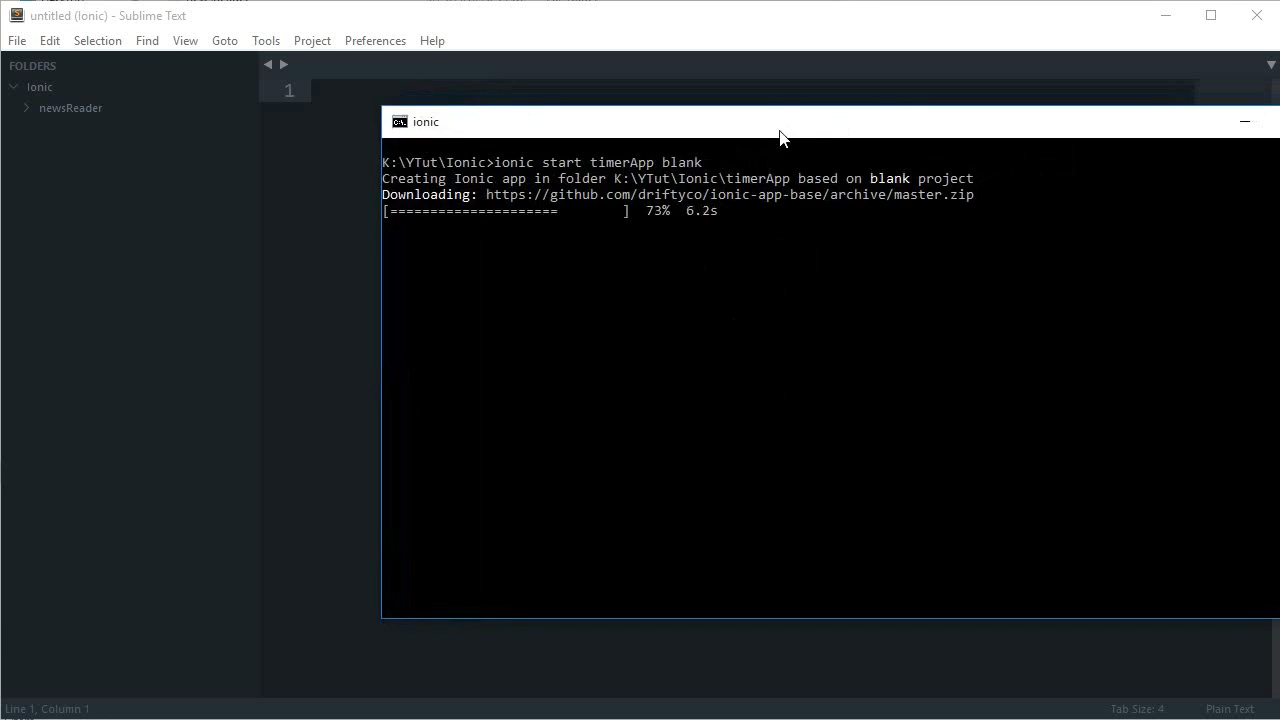 untitled (Ionic) - Sublime Text
File Edit Selection Find View Goto Tools Project Preferences Help
FOLDERS
Ionic
newsReader
1
ionic
K:\YTut\Ionic>ionic start timerApp blank
Creating Ionic app in folder K:\YTut\Ionic\timerApp based on blank project
Downloading: https://github.com/driftyco/ionic-app-base/archive/master.zip
[===================== ] 73% 6.2s
Line 1, Column 1
Tab Size: 4
Plain Text